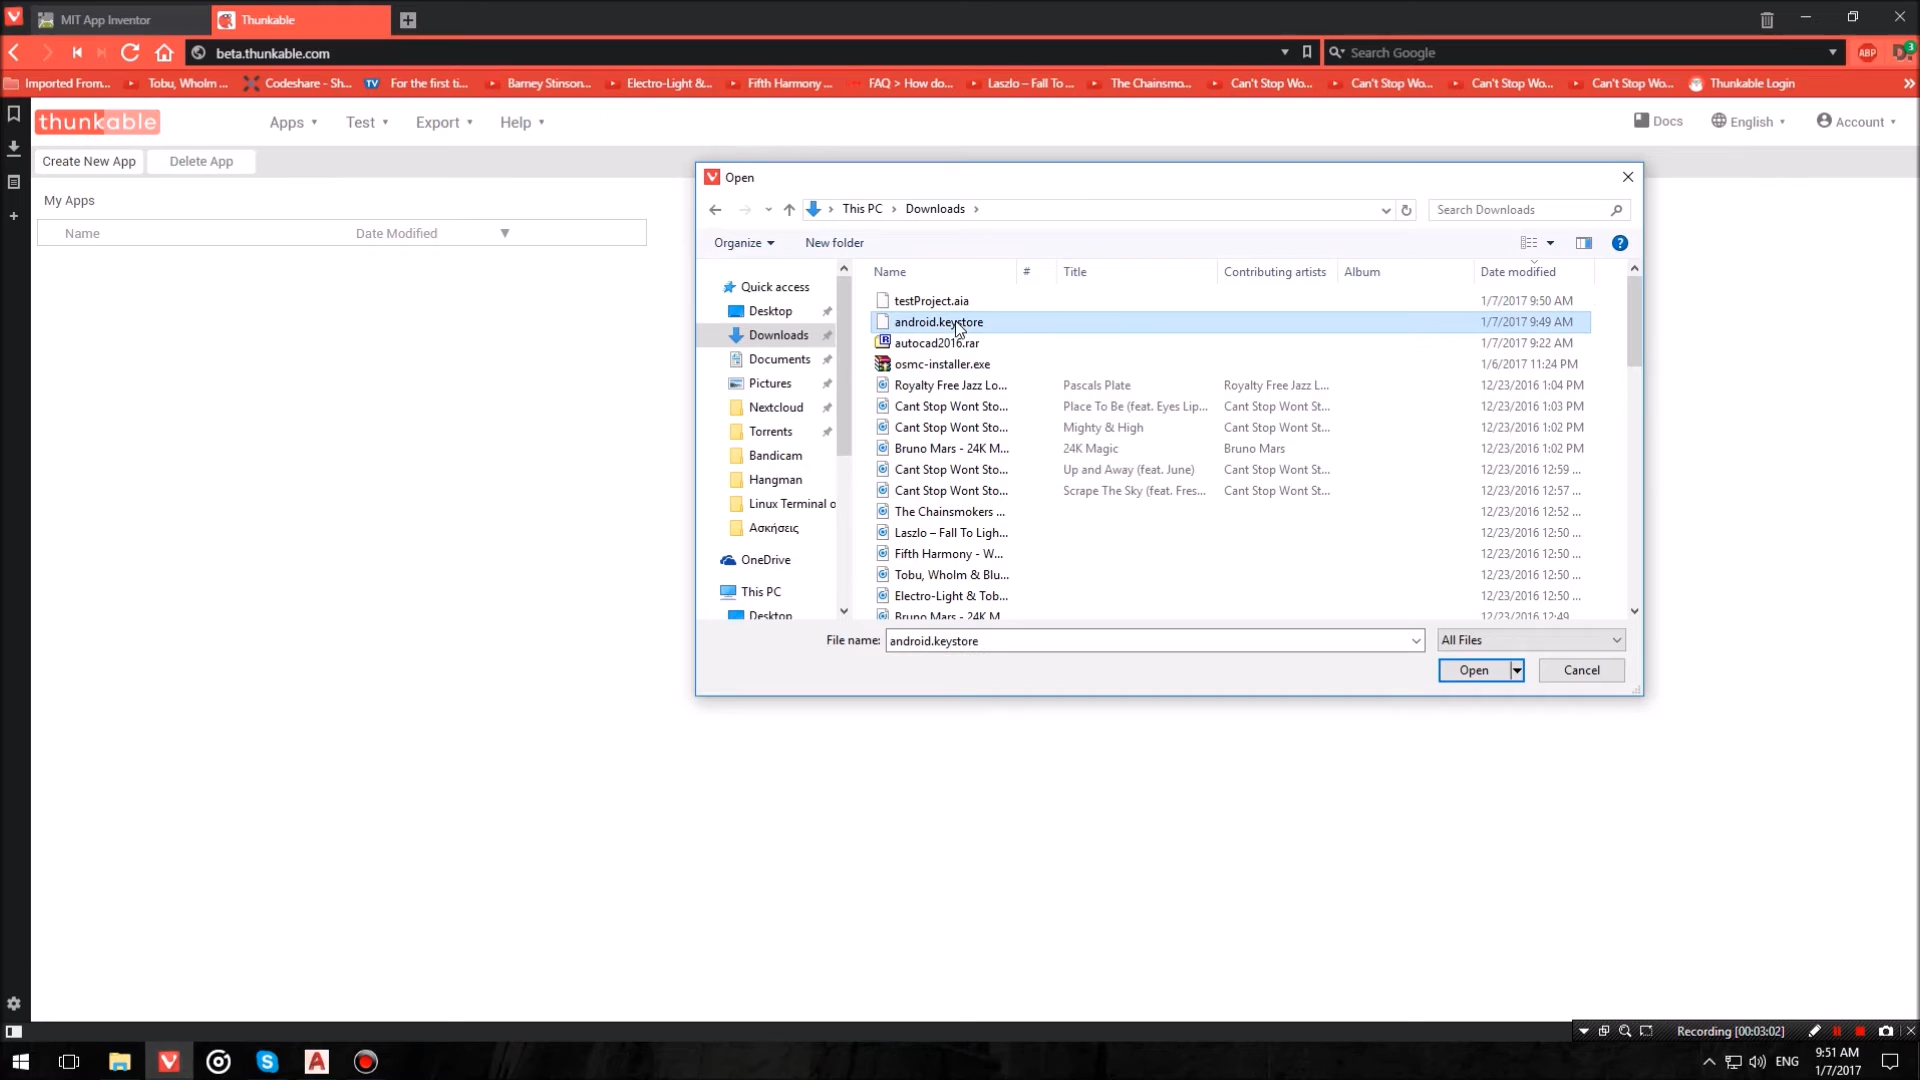 MIT App Inventor
Thunkable
beta.thunkable.com
Search Google
ABP
3
Imported From...
Tobu, Wholm ...
Codeshare - Sh...
TV
For the first ti...
Barney Stinson...
Electro-Light &...
Fifth Harmony ...
FAQ > How do...
Laszlo – Fall To ...
The Chainsmo...
Can't Stop Wo...
Can't Stop Wo...
Can't Stop Wo...
Can't Stop Wo...
Thunkable Login
thunkable
Apps
Test
Export
Help
Docs
English
Account
Create New App
Delete App
My Apps
Name
Date Modified
Open
This PC
Downloads
Search Downloads
Organize
New folder
Quick access
Desktop
Downloads
Documents
Pictures
Nextcloud
Torrents
Bandicam
Hangman
Linux Terminal o
Ασκήσεις
OneDrive
This PC
Desktop
Name # Title Contributing artists Album Date modified
testProject.aia 1/7/2017 9:50 AM
android.keystore 1/7/2017 9:49 AM
autocad2016.rar 1/7/2017 9:22 AM
osmc-installer.exe 1/6/2017 11:24 PM
Royalty Free Jazz Lo... Pascals Plate Royalty Free Jazz L... 12/23/2016 1:04 PM
Cant Stop Wont Sto... Place To Be (feat. Eyes Lip... Cant Stop Wont St... 12/23/2016 1:03 PM
Cant Stop Wont Sto... Mighty & High Cant Stop Wont St... 12/23/2016 1:02 PM
Bruno Mars - 24K M... 24K Magic Bruno Mars 12/23/2016 1:02 PM
Cant Stop Wont Sto... Up and Away (feat. June) Cant Stop Wont St... 12/23/2016 12:59 ...
Cant Stop Wont Sto... Scrape The Sky (feat. Fres... Cant Stop Wont St... 12/23/2016 12:57 ...
The Chainsmokers ... 12/23/2016 12:52 ...
Laszlo – Fall To Ligh... 12/23/2016 12:50 ...
Fifth Harmony - W... 12/23/2016 12:50 ...
Tobu, Wholm & Blu... 12/23/2016 12:50 ...
Electro-Light & Tob... 12/23/2016 12:50 ...
Bruno Mars - 24K M 12/23/2016 12:49
File name: android.keystore
All Files
Open
Cancel
Recording [00:03:02]
ENG
9:51 AM
1/7/2017